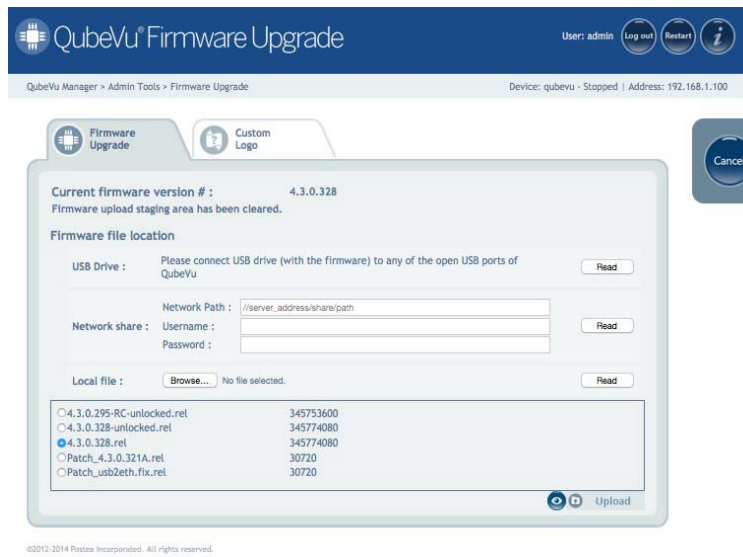 QubeVu® Firmware Upgrade
User: admin
Log out
Restart
i
QubeVu Manager > Admin Tools > Firmware Upgrade
Device: qubevu - Stopped | Address: 192.168.1.100
Firmware
Upgrade
Custom
Logo
Cance
Current firmware version # : 4.3.0.328
Firmware upload staging area has been cleared.
Firmware file location
USB Drive : Please connect USB drive (with the firmware) to any of the open USB ports of
QubeVu
Read
Network Path : //server_address/share/path
Network share : Username : Read
Password :
Local file : Browse... No file selected. Read
4.3.0.295-RC-unlocked.rel 345753600
4.3.0.328-unlocked.rel 345774080
4.3.0.328.rel 345774080
Patch_4.3.0.321A.rel 30720
Patch_usb2eth.fix.rel 30720
Upload
©2012-2014 Postea Incorporated. All rights reserved.